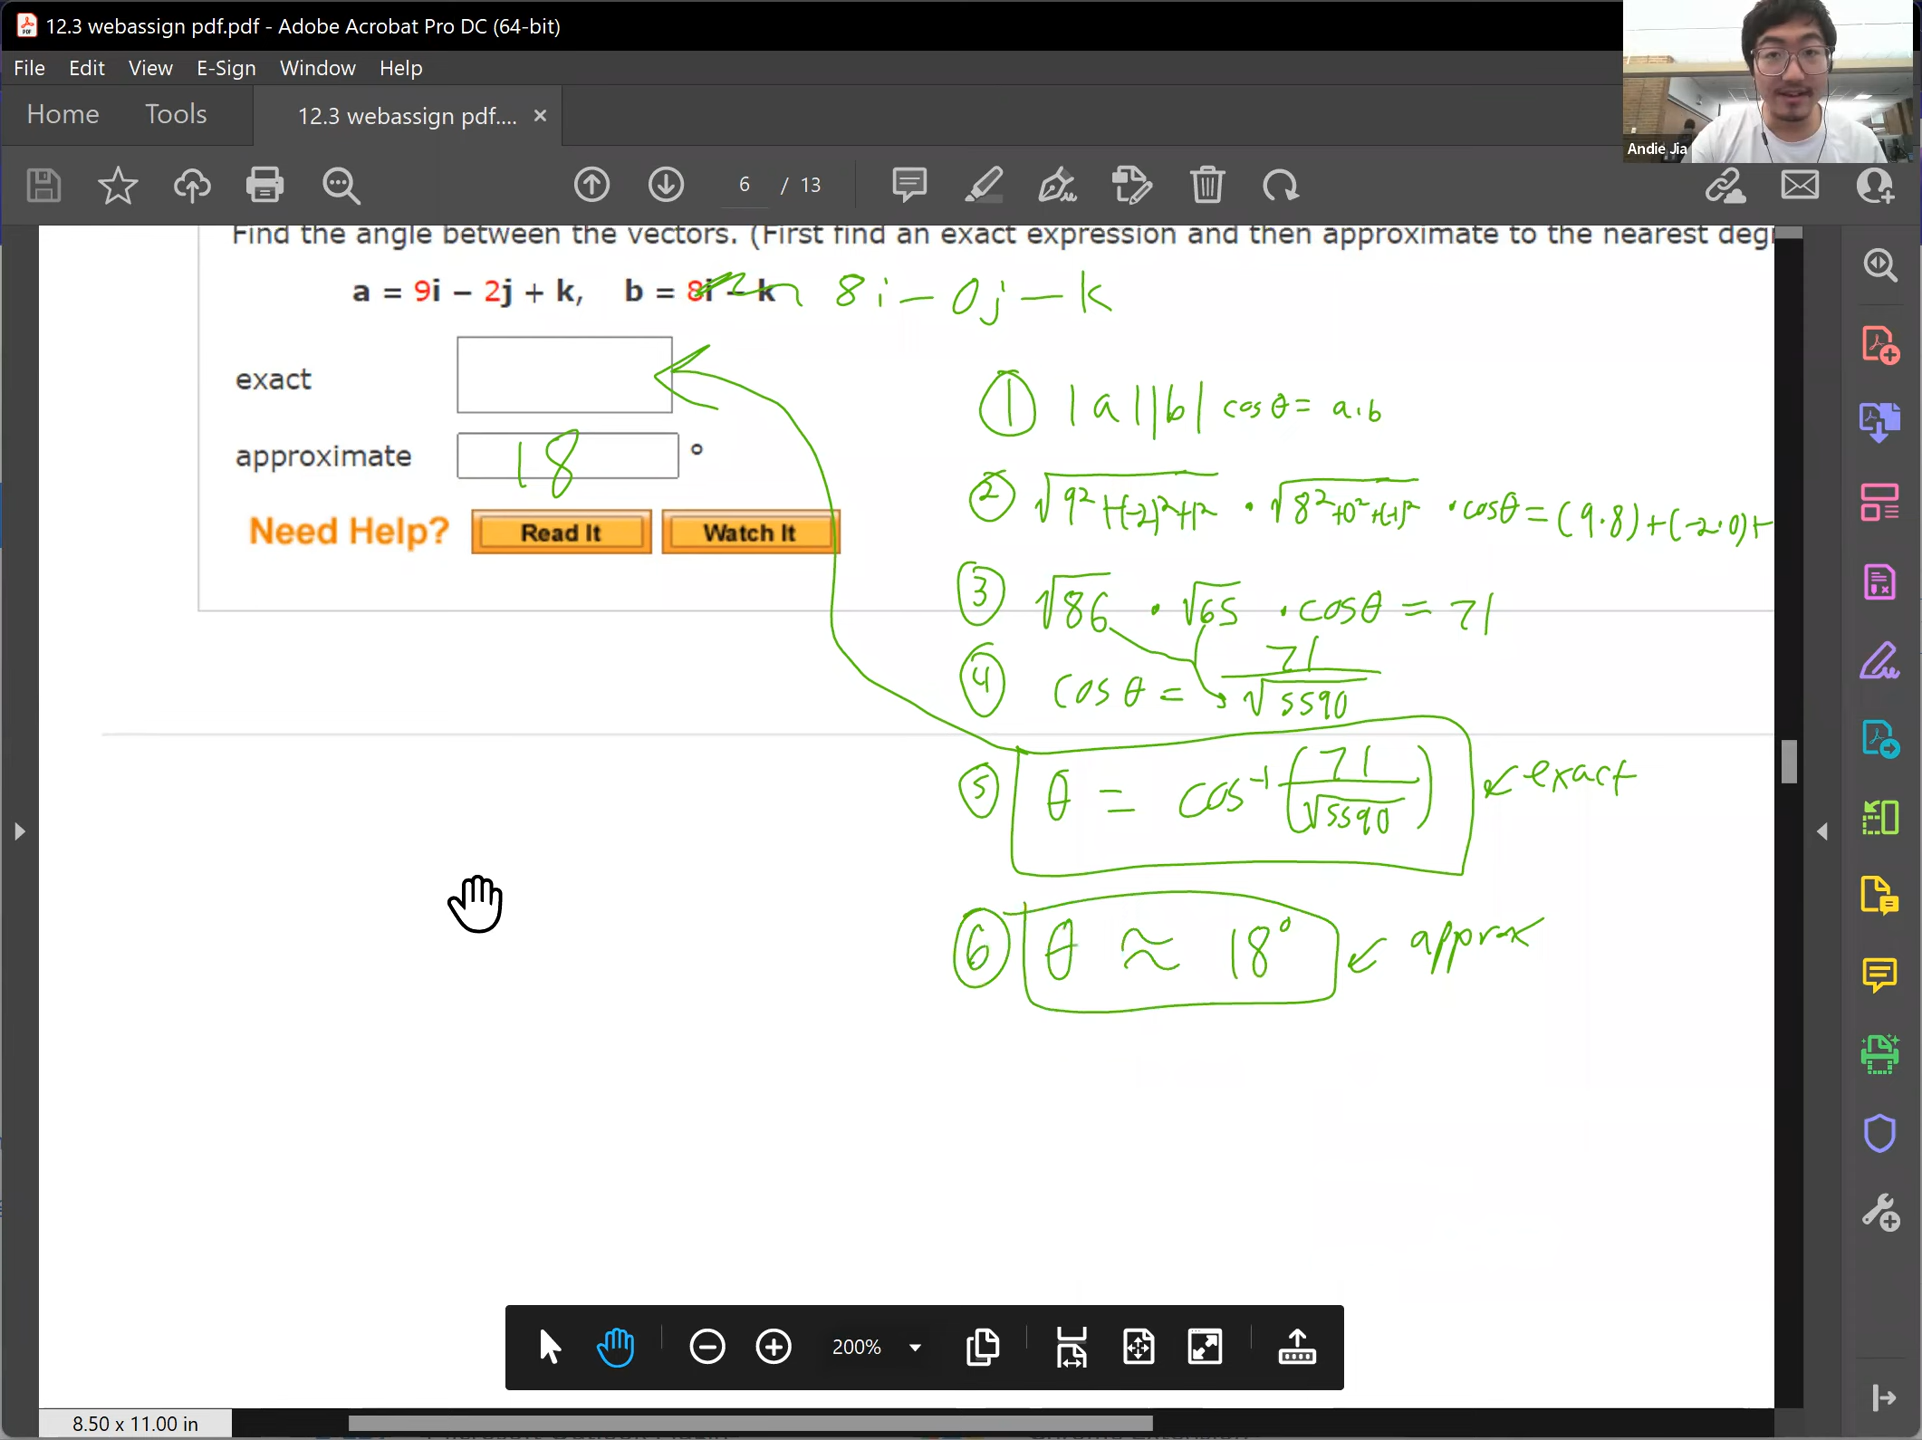 12.3 webassign pdf.pdf - Adobe Acrobat Pro DC (64-bit)
File Edit View E-Sign Window Help
Home Tools 12.3 webassign pdf.... ×
Andie Jia
6 / 13
Find the angle between the vectors. (First find an exact expression and then approximate to the nearest deg
a = 9i − 2j + k, b = 8i − k 8i − 0j − k
exact
approximate 18 °
Need Help? Read It Watch It
① |a||b| cosθ = a·b
② √9²+(-2)²+1² · √8²+0²+(-1)² · cosθ = (9·8)+(-2·0)+
③ √86 · √65 · cosθ = 71
④ cosθ = 71/√5590
⑤ θ = cos⁻¹(71/√5590) exact
⑥ θ ≈ 18° approx
200%
8.50 x 11.00 in